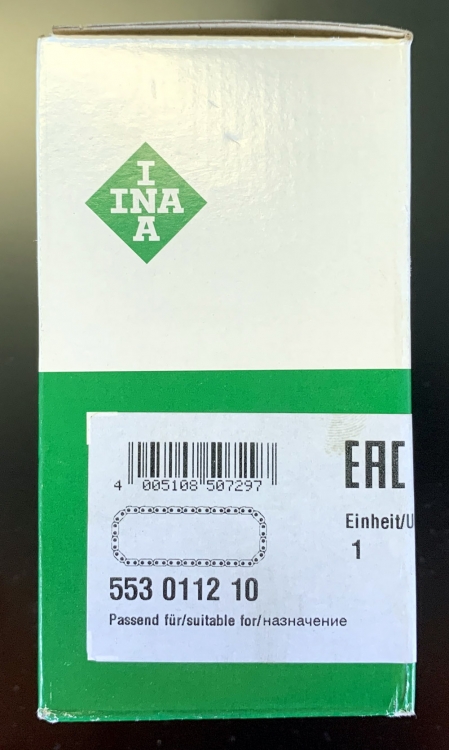 I
INA
A
EAC
4 005108 507297
Einheit/U
1
553 0112 10
Passend für/suitable for/назначение